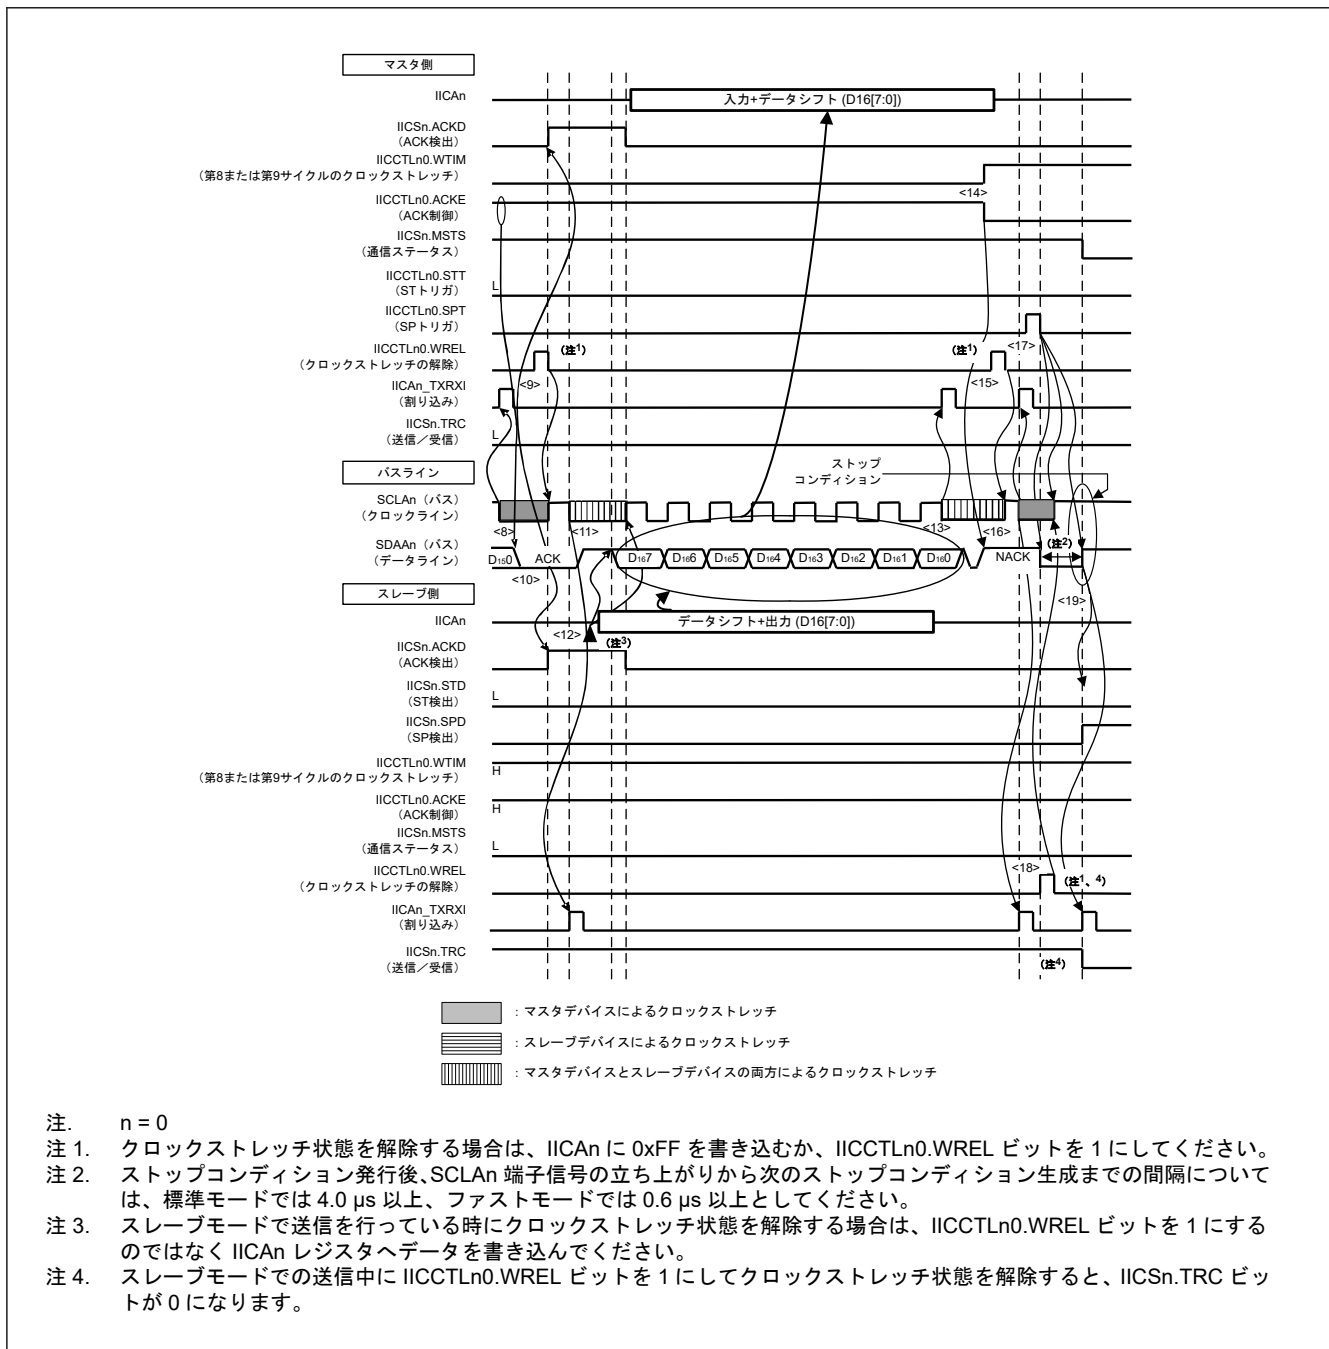 マスタ側
IICAn
入力+データシフト (D16[7:0])
IICSn.ACKD
(ACK検出)
IICCTLn0.WTIM
(第8または第9サイクルのクロックストレッチ)
<14>
IICCTLn0.ACKE
(ACK制御)
IICSn.MSTS
(通信ステータス)
IICCTLn0.STT
(STトリガ)
L
IICCTLn0.SPT
(SPトリガ)
<17>
IICCTLn0.WREL
(クロックストレッチの解除)
(注1)
(注1)
<9>
<15>
IICAn_TXRXI
(割り込み)
IICSn.TRC
(送信／受信)
L
バスライン
ストップ
コンディション
SCLAn（バス）
(クロックライン)
<8>
<11>
<13>
<16>
SDAAn（バス）
(データライン)
D150
ACK
D167
D166
D165
D164
D163
D162
D161
D160
NACK
(注2)
<10>
<19>
スレーブ側
IICAn
データシフト+出力 (D16[7:0])
<12>
(注3)
IICSn.ACKD
(ACK検出)
IICSn.STD
(ST検出)
L
IICSn.SPD
(SP検出)
IICCTLn0.WTIM
(第8または第9サイクルのクロックストレッチ)
H
IICCTLn0.ACKE
(ACK制御)
H
IICSn.MSTS
(通信ステータス)
L
IICCTLn0.WREL
(クロックストレッチの解除)
<18>
(注1、4)
IICAn_TXRXI
(割り込み)
IICSn.TRC
(送信／受信)
(注4)
: マスタデバイスによるクロックストレッチ
: スレーブデバイスによるクロックストレッチ
: マスタデバイスとスレーブデバイスの両方によるクロックストレッチ
注. n = 0
注 1. クロックストレッチ状態を解除する場合は、IICAn に 0xFF を書き込むか、IICCTLn0.WREL ビットを 1 にしてください。
注 2. ストップコンディション発行後、SCLAn 端子信号の立ち上がりから次のストップコンディション生成までの間隔について
は、標準モードでは 4.0 µs 以上、ファストモードでは 0.6 µs 以上としてください。
注 3. スレーブモードで送信を行っている時にクロックストレッチ状態を解除する場合は、IICCTLn0.WREL ビットを 1 にする
のではなく IICAn レジスタへデータを書き込んでください。
注 4. スレーブモードでの送信中に IICCTLn0.WREL ビットを 1 にしてクロックストレッチ状態を解除すると、IICSn.TRC ビッ
トが 0 になります。